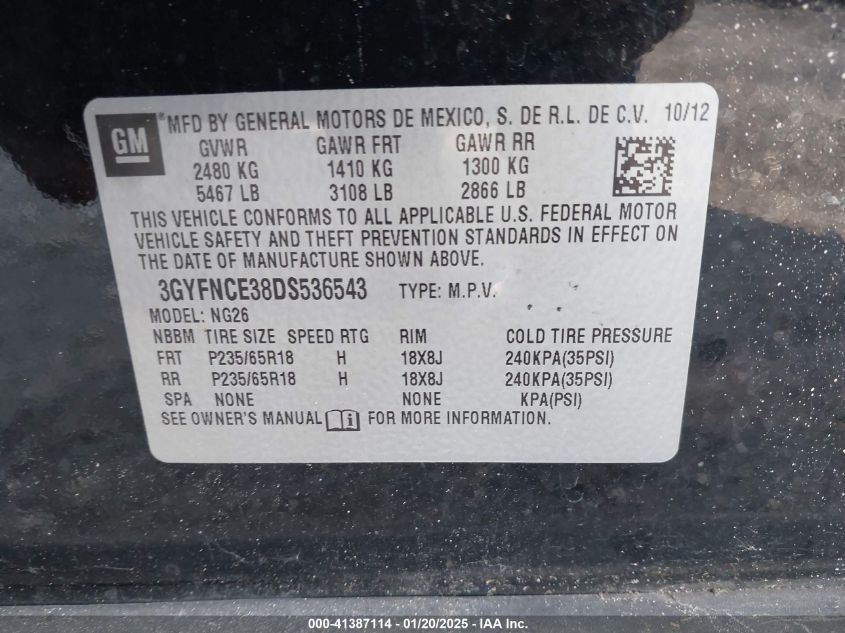 GM ®MFD BY GENERAL MOTORS DE MEXICO, S. DE R.L. DE C.V. 10/12
GVWR GAWR FRT GAWR RR
2480 KG 1410 KG 1300 KG
5467 LB 3108 LB 2866 LB
THIS VEHICLE CONFORMS TO ALL APPLICABLE U.S. FEDERAL MOTOR
VEHICLE SAFETY AND THEFT PREVENTION STANDARDS IN EFFECT ON
THE DATE OF MANUFACTURE SHOWN ABOVE.
3GYFNCE38DS536543 TYPE: M.P.V.
MODEL: NG26
NBBM TIRE SIZE SPEED RTG RIM COLD TIRE PRESSURE
FRT P235/65R18 H 18X8J 240KPA(35PSI)
RR P235/65R18 H 18X8J 240KPA(35PSI)
SPA NONE NONE KPA(PSI)
SEE OWNER'S MANUAL i FOR MORE INFORMATION.
000-41387114 - 01/20/2025 - IAA Inc.